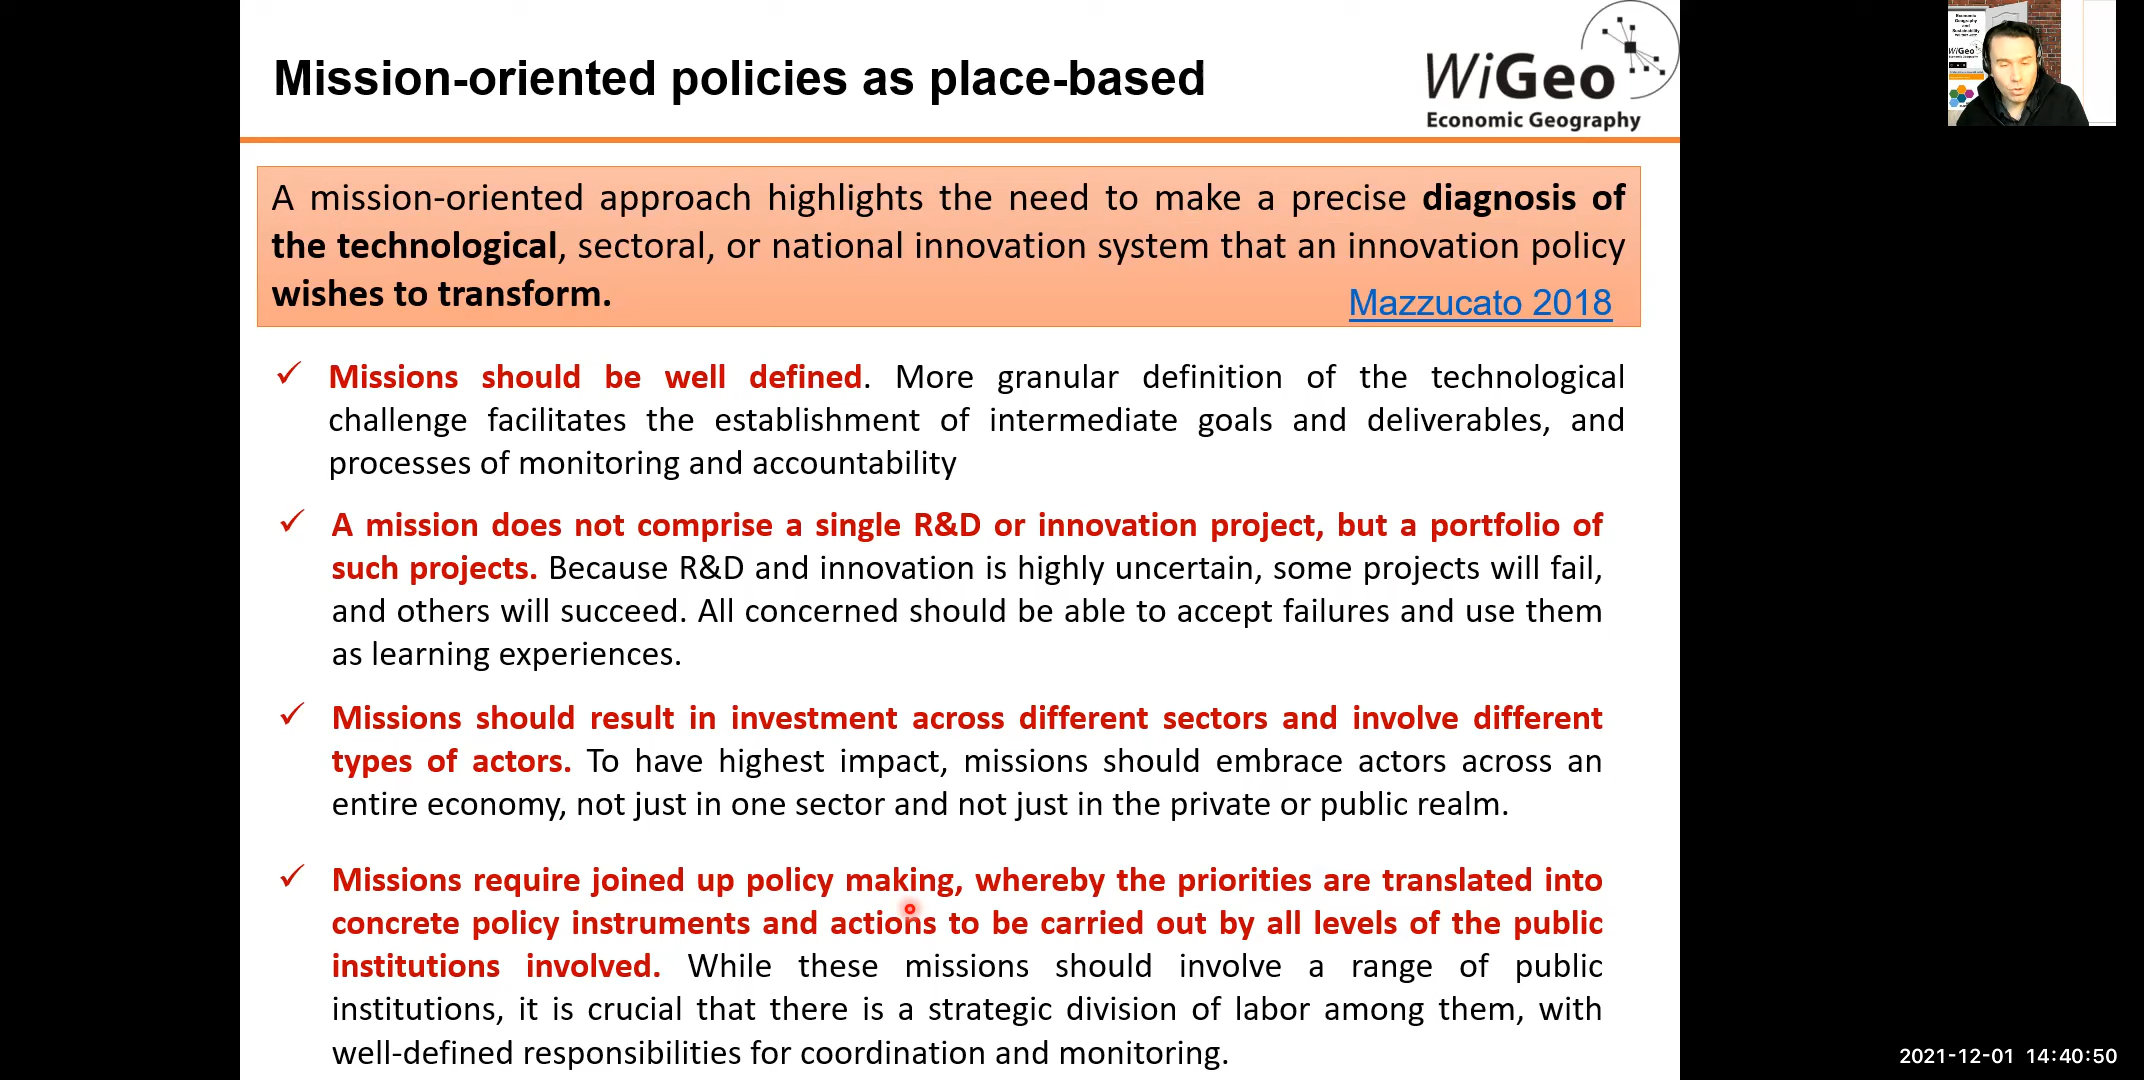 Mission-oriented policies as place-based
WiGeo
Economic Geography
A mission-oriented approach highlights the need to make a precise diagnosis of
the technological, sectoral, or national innovation system that an innovation policy
wishes to transform.
Mazzucato 2018
✓ Missions should be well defined. More granular definition of the technological
challenge facilitates the establishment of intermediate goals and deliverables, and
processes of monitoring and accountability
✓ A mission does not comprise a single R&D or innovation project, but a portfolio of
such projects. Because R&D and innovation is highly uncertain, some projects will fail,
and others will succeed. All concerned should be able to accept failures and use them
as learning experiences.
✓ Missions should result in investment across different sectors and involve different
types of actors. To have highest impact, missions should embrace actors across an
entire economy, not just in one sector and not just in the private or public realm.
✓ Missions require joined up policy making, whereby the priorities are translated into
concrete policy instruments and actions to be carried out by all levels of the public
institutions involved. While these missions should involve a range of public
institutions, it is crucial that there is a strategic division of labor among them, with
well-defined responsibilities for coordination and monitoring.
Economic
Geography
and
Sustainability
WiGeo
2021-12-01 14:40:50